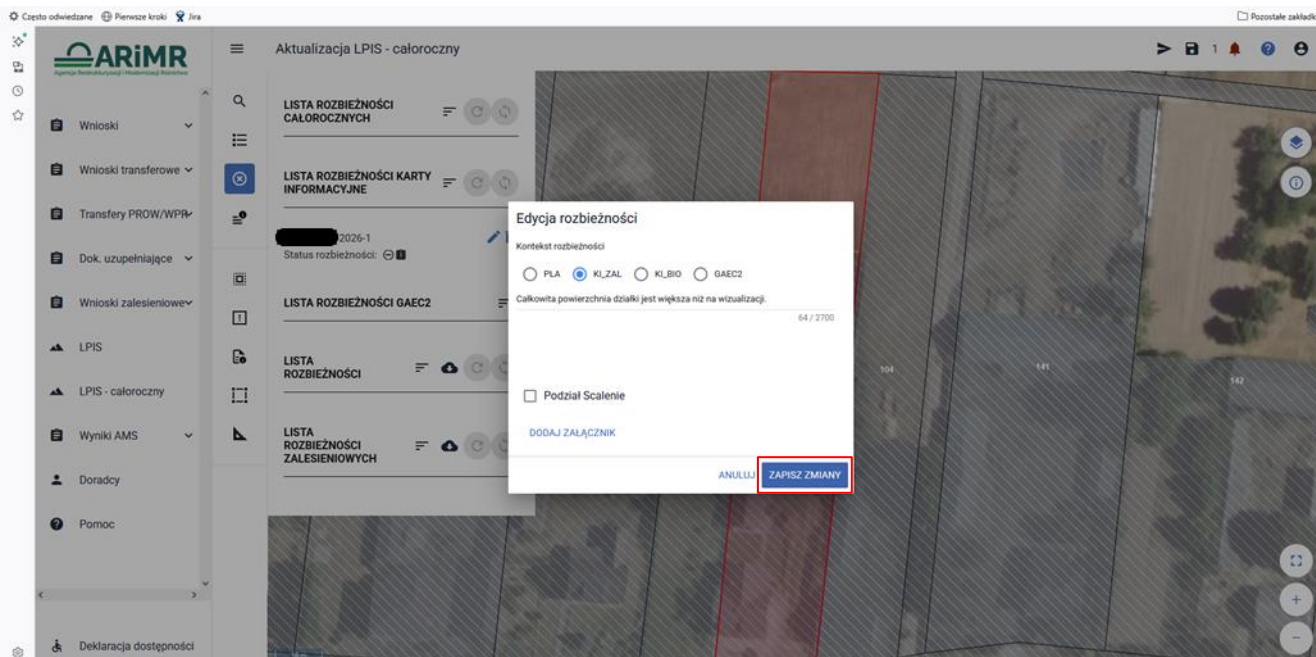 Często odwiedzane Pierwsze kroki Jira
Pozostałe zakładk
ARiMR
Agencja Restrukturyzacji i Modernizacji Rolnictwa
Aktualizacja LPIS - całoroczny
1
Wnioski
Wnioski transferowe
Transfery PROW/WPR
Dok. uzupełniające
Wnioski zalesieniowe
LPIS
LPIS - całoroczny
Wyniki AMS
Doradcy
Pomoc
Deklaracja dostępności
LISTA ROZBIEŻNOŚCI
CAŁOROCZNYCH
LISTA ROZBIEŻNOŚCI KARTY
INFORMACYJNE
2026-1
Status rozbieżności:
LISTA ROZBIEŻNOŚCI GAEC2
LISTA
ROZBIEŻNOŚCI
LISTA
ROZBIEŻNOŚCI
ZALESIENIOWYCH
Edycja rozbieżności
Kontekst rozbieżności
PLA KI_ZAL KI_BIO GAEC2
Całkowita powierzchnia działki jest większa niż na wizualizacji.
64 / 2700
Podział Scalenie
DODAJ ZAŁĄCZNIK
ANULUJ ZAPISZ ZMIANY
104
141
142